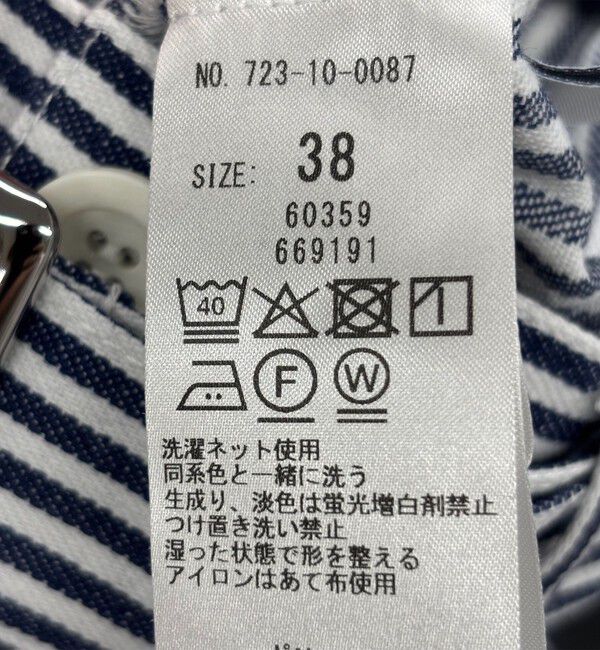 NO. 723-10-0087
SIZE: 38
60359
669191
40
F W
洗濯ネット使用
同系色と一緒に洗う
生成り、淡色は蛍光増白剤禁止
つけ置き洗い禁止
湿った状態で形を整える
アイロンはあて布使用